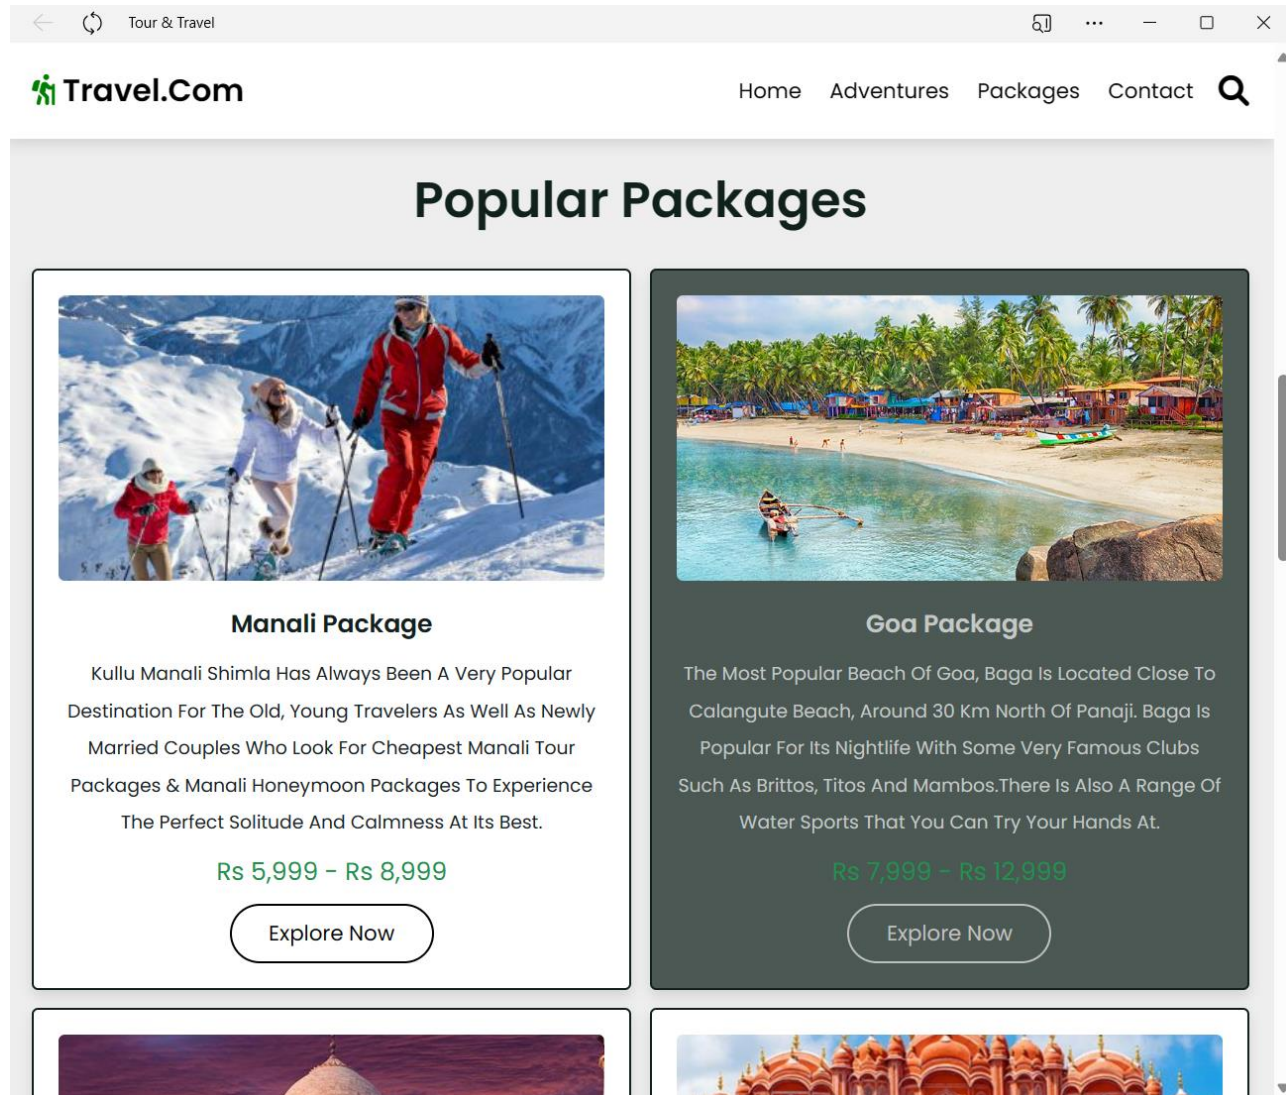 Tour & Travel
Travel.Com
Home Adventures Packages Contact
Popular Packages
Manali Package
Kullu Manali Shimla Has Always Been A Very Popular
Destination For The Old, Young Travelers As Well As Newly
Married Couples Who Look For Cheapest Manali Tour
Packages & Manali Honeymoon Packages To Experience
The Perfect Solitude And Calmness At Its Best.
Rs 5,999 - Rs 8,999
Explore Now
Goa Package
The Most Popular Beach Of Goa, Baga Is Located Close To
Calangute Beach, Around 30 Km North Of Panaji. Baga Is
Popular For Its Nightlife With Some Very Famous Clubs
Such As Brittos, Titos And Mambos.There Is Also A Range Of
Water Sports That You Can Try Your Hands At.
Rs 7,999 - Rs 12,999
Explore Now